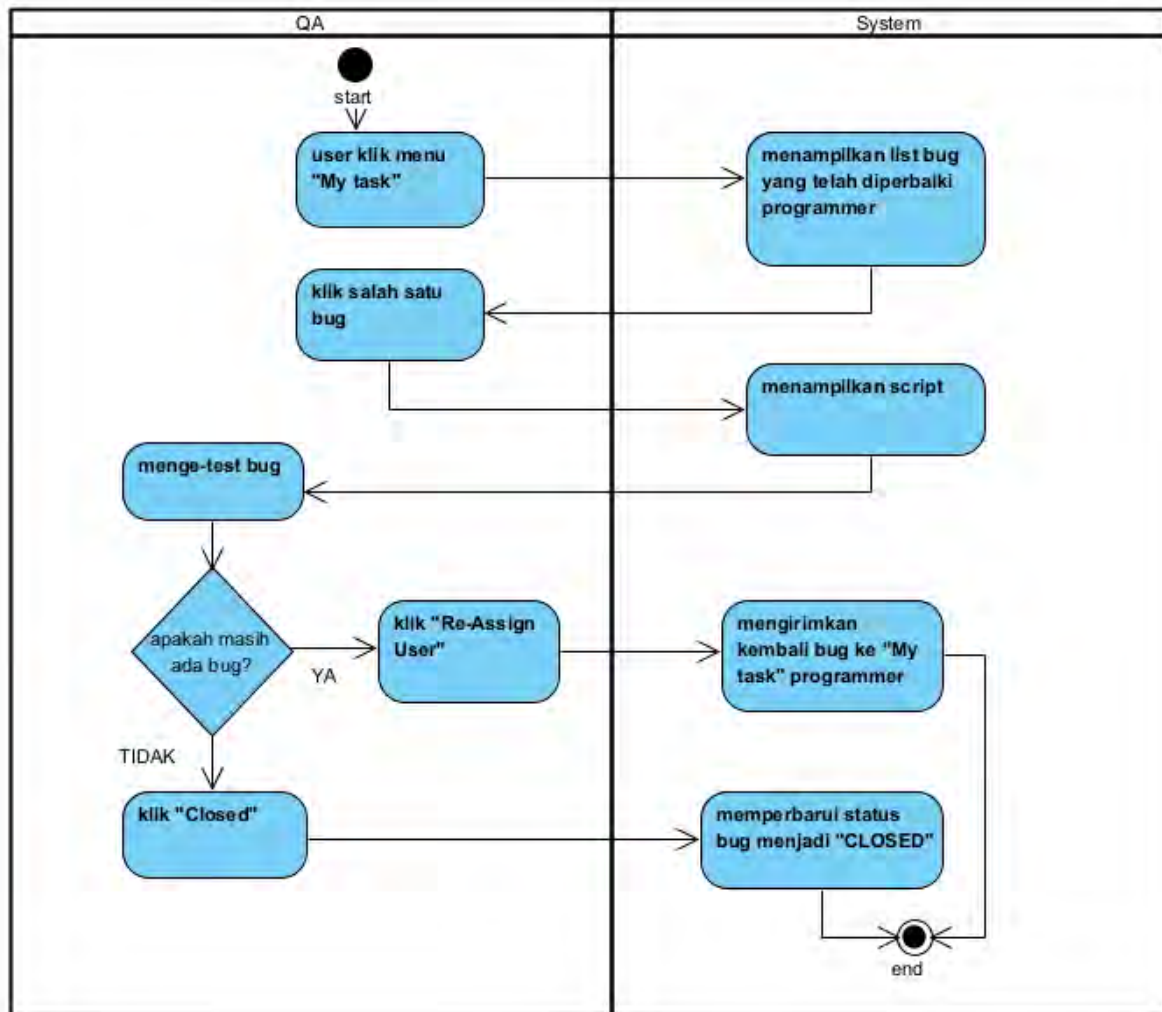 QA
System
start
user klik menu
"My task"
menampilkan list bug
yang telah diperbaiki
programmer
klik salah satu
bug
menampilkan script
menge-test bug
apakah masih
ada bug?
YA
klik "Re-Assign
User"
mengirimkan
kembali bug ke "My
task" programmer
TIDAK
klik "Closed"
memperbarui status
bug menjadi "CLOSED"
end